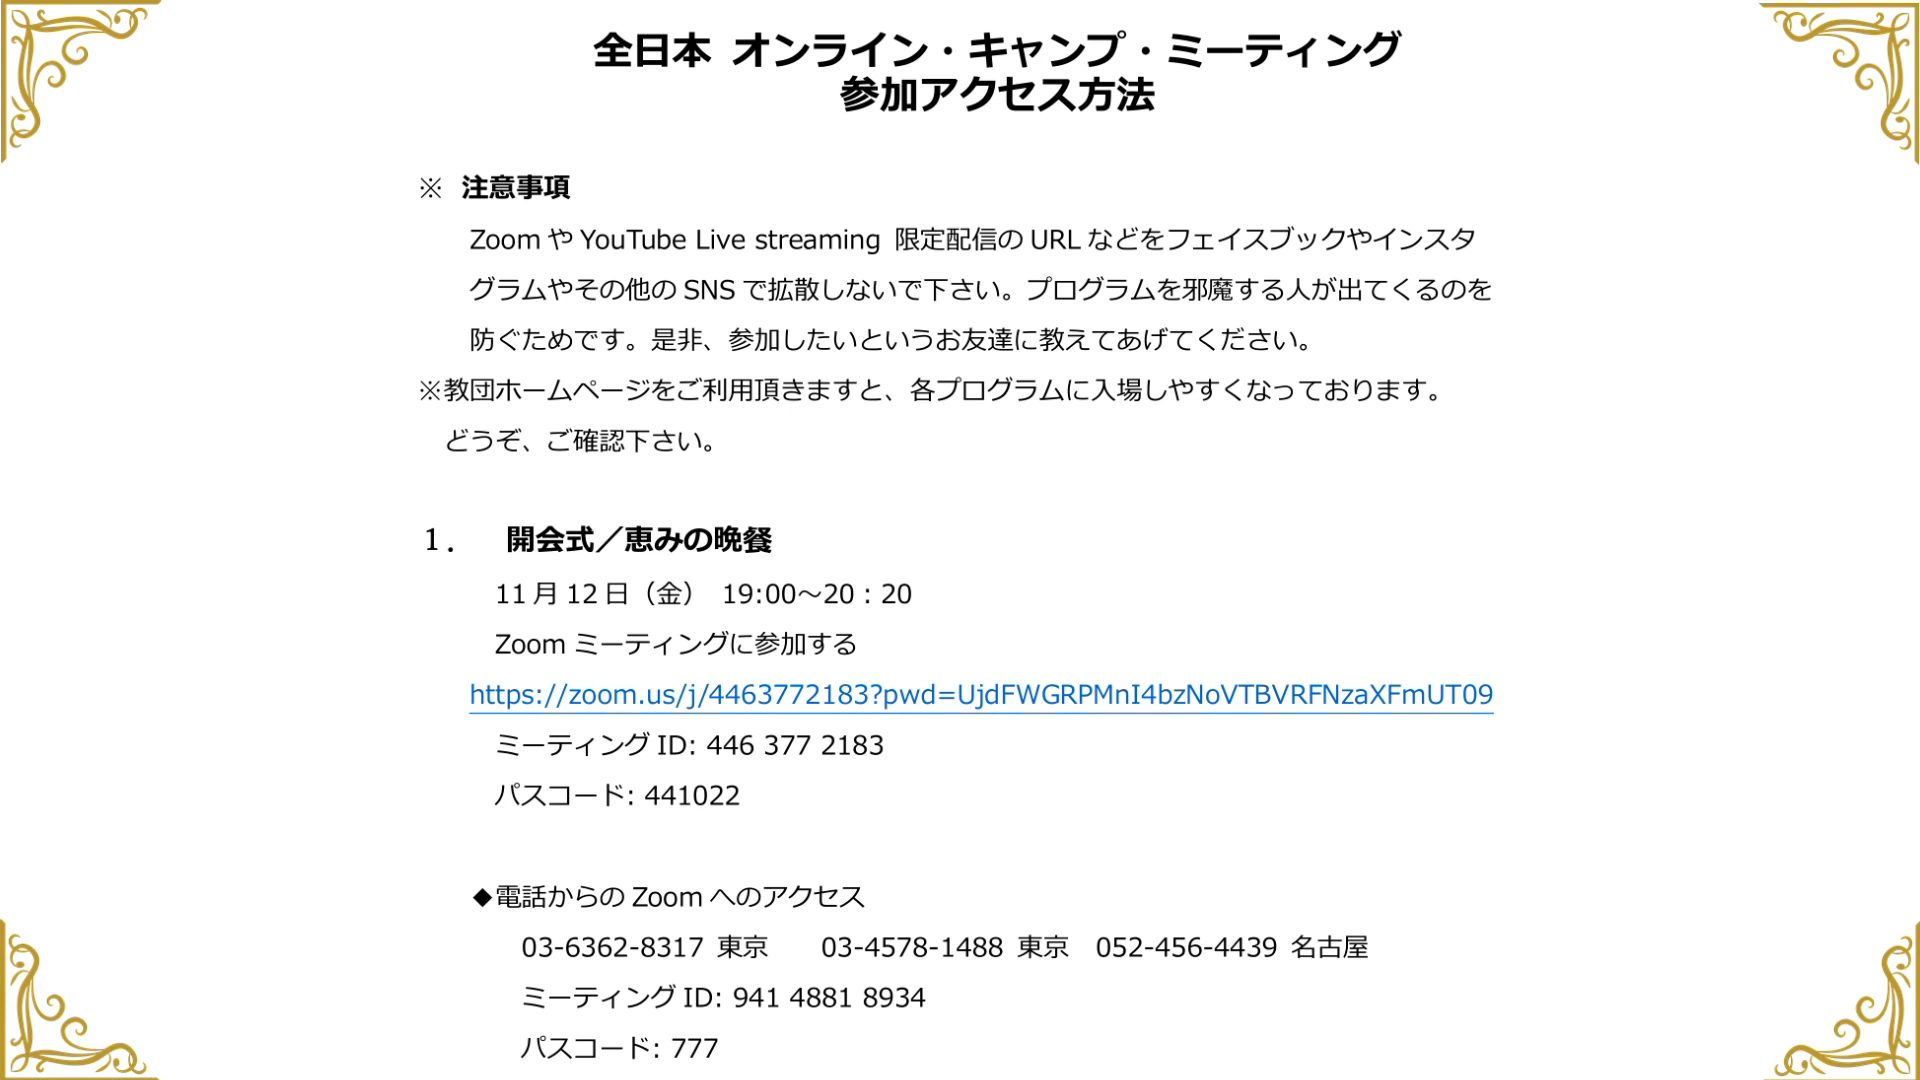 全日本 オンライン・キャンプ・ミーティング
参加アクセス方法
※ 注意事項
Zoom や YouTube Live streaming 限定配信の URL などをフェイスブックやインスタ
グラムやその他の SNS で拡散しないで下さい。プログラムを邪魔する人が出てくるのを
防ぐためです。是非、参加したいというお友達に教えてあげてください。
※教団ホームページをご利用頂きますと、各プログラムに入場しやすくなっております。
どうぞ、ご確認下さい。
１． 開会式／恵みの晩餐
11 月 12 日（金） 19:00～20：20
Zoom ミーティングに参加する
https://zoom.us/j/4463772183?pwd=UjdFWGRPMnI4bzNoVTBVRFNzaXFmUT09
ミーティング ID: 446 377 2183
パスコード: 441022
◆電話からの Zoom へのアクセス
03-6362-8317 東京 03-4578-1488 東京 052-456-4439 名古屋
ミーティング ID: 941 4881 8934
パスコード: 777